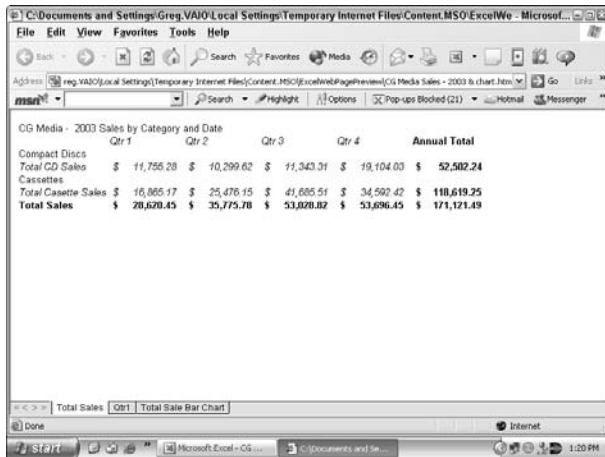 C:\Documents and Settings\Greg.VAIO\Local Settings\Temporary Internet Files\Content.MSO\ExcelWe - Microsof...
File Edit View Favorites Tools Help
Back Search Favorites Media
Address reg.VAIO\Local Settings\Temporary Internet Files\Content.MSO\ExcelWebPagePreview\CG Media Sales - 2003 & chart.htm Go Links »
msn Search Highlight Options Pop-ups Blocked (21) Hotmail Messenger »
CG Media - 2003 Sales by Category and Date
Qtr 1 Qtr 2 Qtr 3 Qtr 4 Annual Total
Compact Discs
Total CD Sales $ 11,755.28 $ 10,299.62 $ 11,343.31 $ 19,104.03 $ 52,502.24
Cassettes
Total Casette Sales $ 16,865.17 $ 25,476.15 $ 41,685.51 $ 34,592.42 $ 118,619.25
Total Sales $ 28,620.45 $ 35,775.78 $ 53,028.82 $ 53,696.45 $ 171,121.49
« < > » Total Sales Qtr1 Total Sale Bar Chart
Done Internet
start » Microsoft Excel - CG ... C:\Documents and Se... 1:20 PM